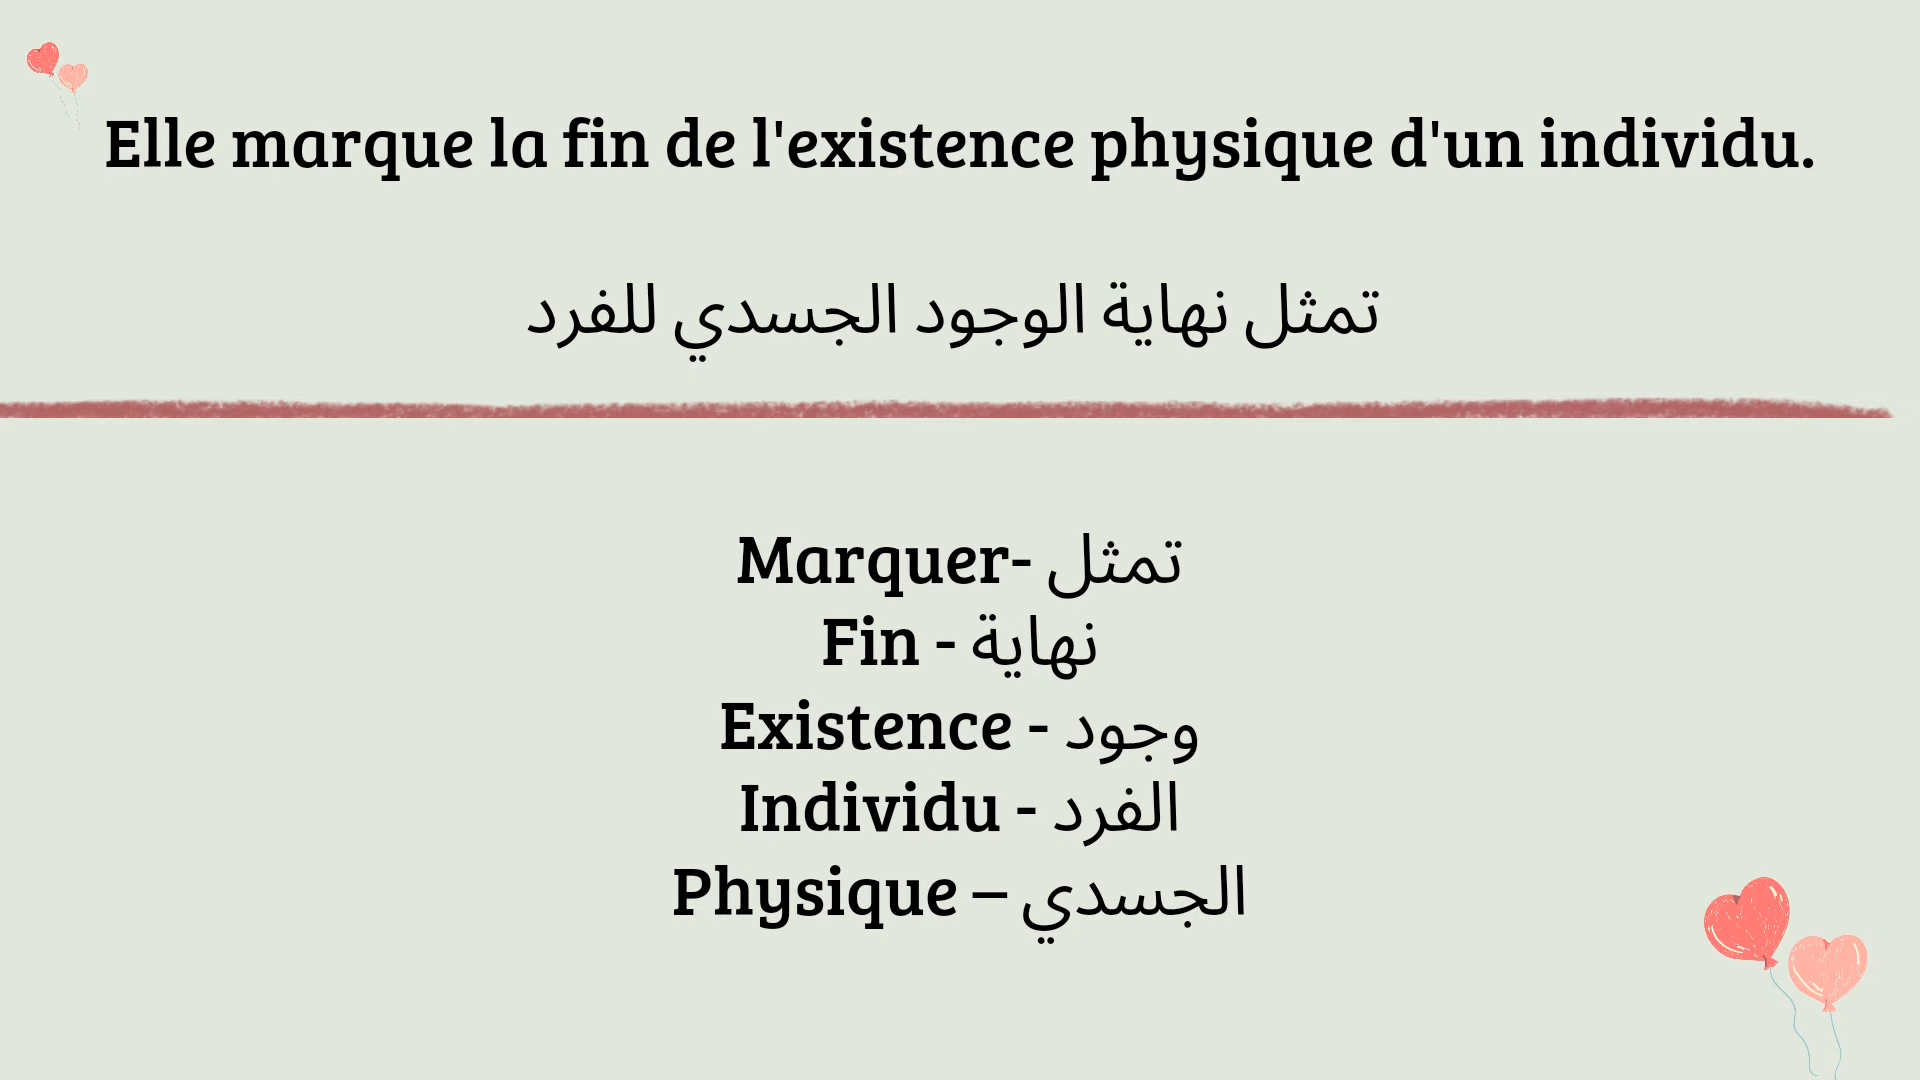 Elle marque la fin de l'existence physique d'un individu.
تمثل نهاية الوجود الجسدي للفرد
Marquer- تمثل
Fin - نهاية
Existence - وجود
Individu - الفرد
Physique – الجسدي